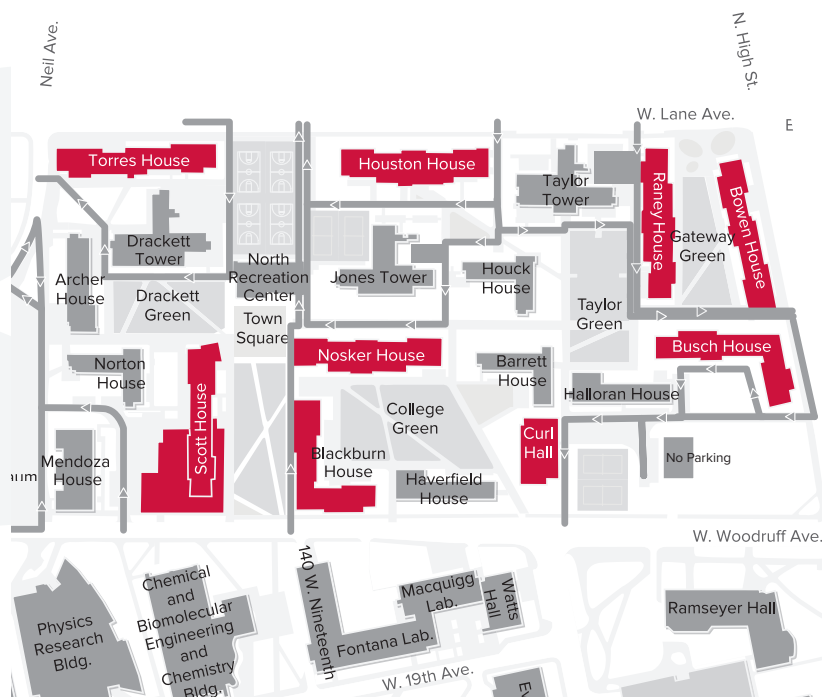 Neil Ave.
N. High St.
W. Lane Ave.
E
Torres House
Houston House
Taylor
Tower
Raney House
Bowen House
Drackett
Tower
North
Recreation
Center
Jones Tower
Houck
House
Gateway
Green
Archer
House
Drackett
Green
Town
Square
Taylor
Green
Norton
House
Scott House
Nosker House
Barrett
House
Busch House
Halloran House
College
Green
Curl
Hall
Mendoza
House
Blackburn
House
Haverfield
House
No Parking
W. Woodruff Ave.
Physics
Research
Bldg.
Chemical
and
Biomolecular
Engineering
and
Chemistry
Bldg.
140 W. Nineteenth
Macquigg
Lab.
Watts
Hall
Fontana Lab.
Ramseyer Hall
W. 19th Ave.